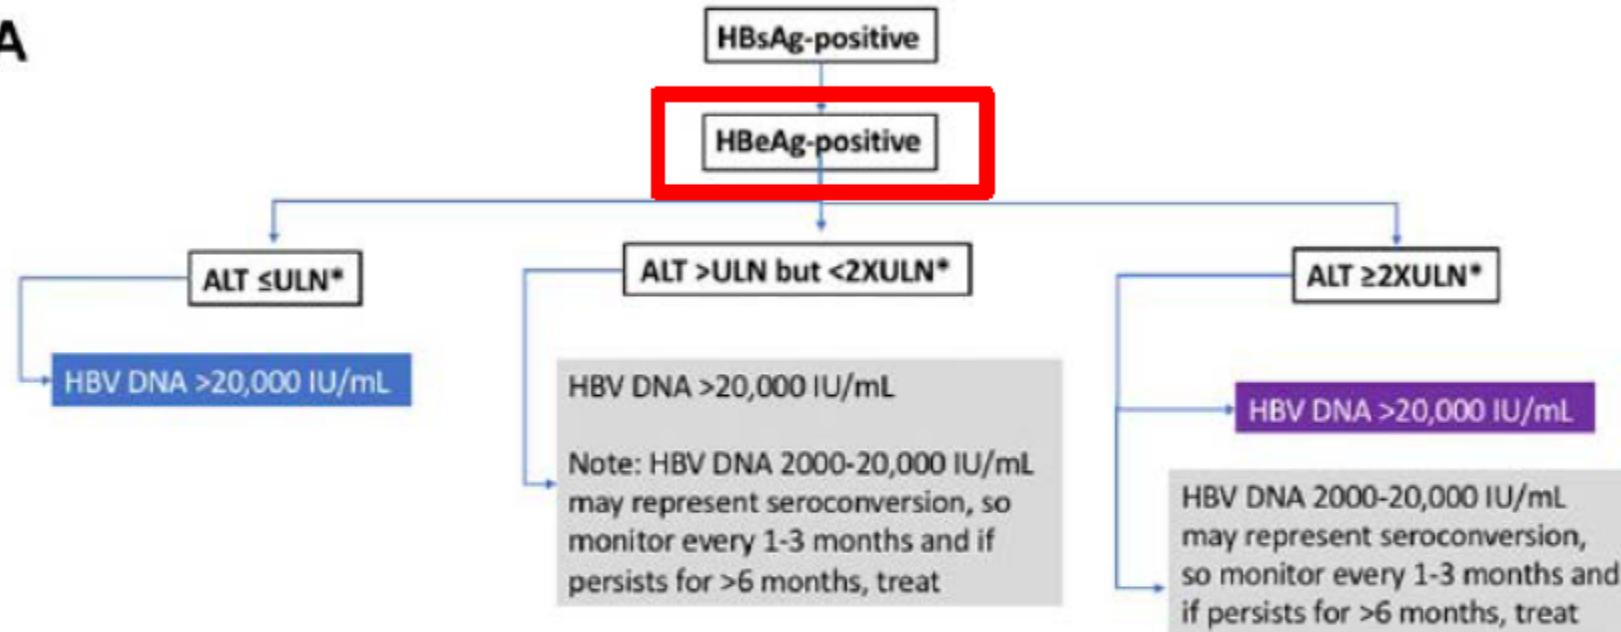 A
HBsAg-positive
HBeAg-positive
ALT ≤ULN*
ALT >ULN but <2XULN*
ALT ≥2XULN*
HBV DNA >20,000 IU/mL
HBV DNA >20,000 IU/mL
Note: HBV DNA 2000-20,000 IU/mL
may represent seroconversion, so
monitor every 1-3 months and if
persists for >6 months, treat
HBV DNA >20,000 IU/mL
HBV DNA 2000-20,000 IU/mL
may represent seroconversion,
so monitor every 1-3 months and
if persists for >6 months, treat